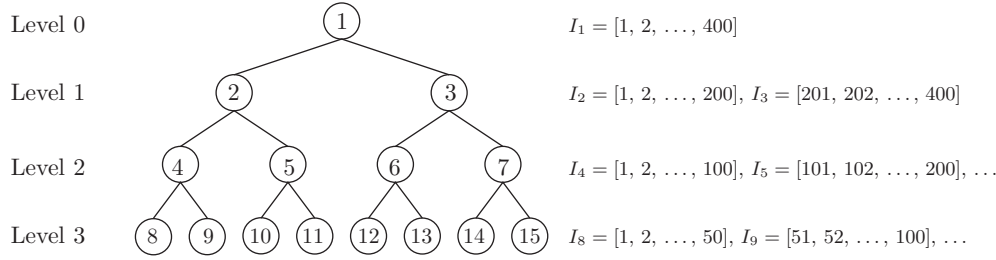 Level 0 1 I₁ = [1, 2, …, 400]
Level 1 2 3 I₂ = [1, 2, …, 200], I₃ = [201, 202, …, 400]
Level 2 4 5 6 7 I₄ = [1, 2, …, 100], I₅ = [101, 102, …, 200], …
Level 3 8 9 10 11 12 13 14 15 I₈ = [1, 2, …, 50], I₉ = [51, 52, …, 100], …